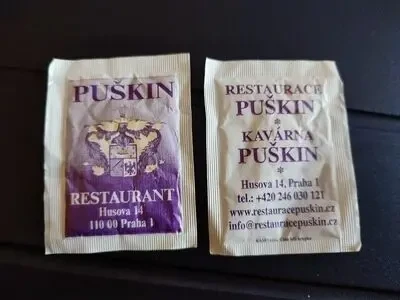 PUŠKIN
RESTAURANT
Husova 14
110 00 Praha 1
RESTAURACE
PUŠKIN
*
KAVÁRNA
PUŠKIN
*
Husova 14, Praha 1
tel.: +420 246 030 121
www.restauracepuskin.cz
info@restauracepuskin.cz